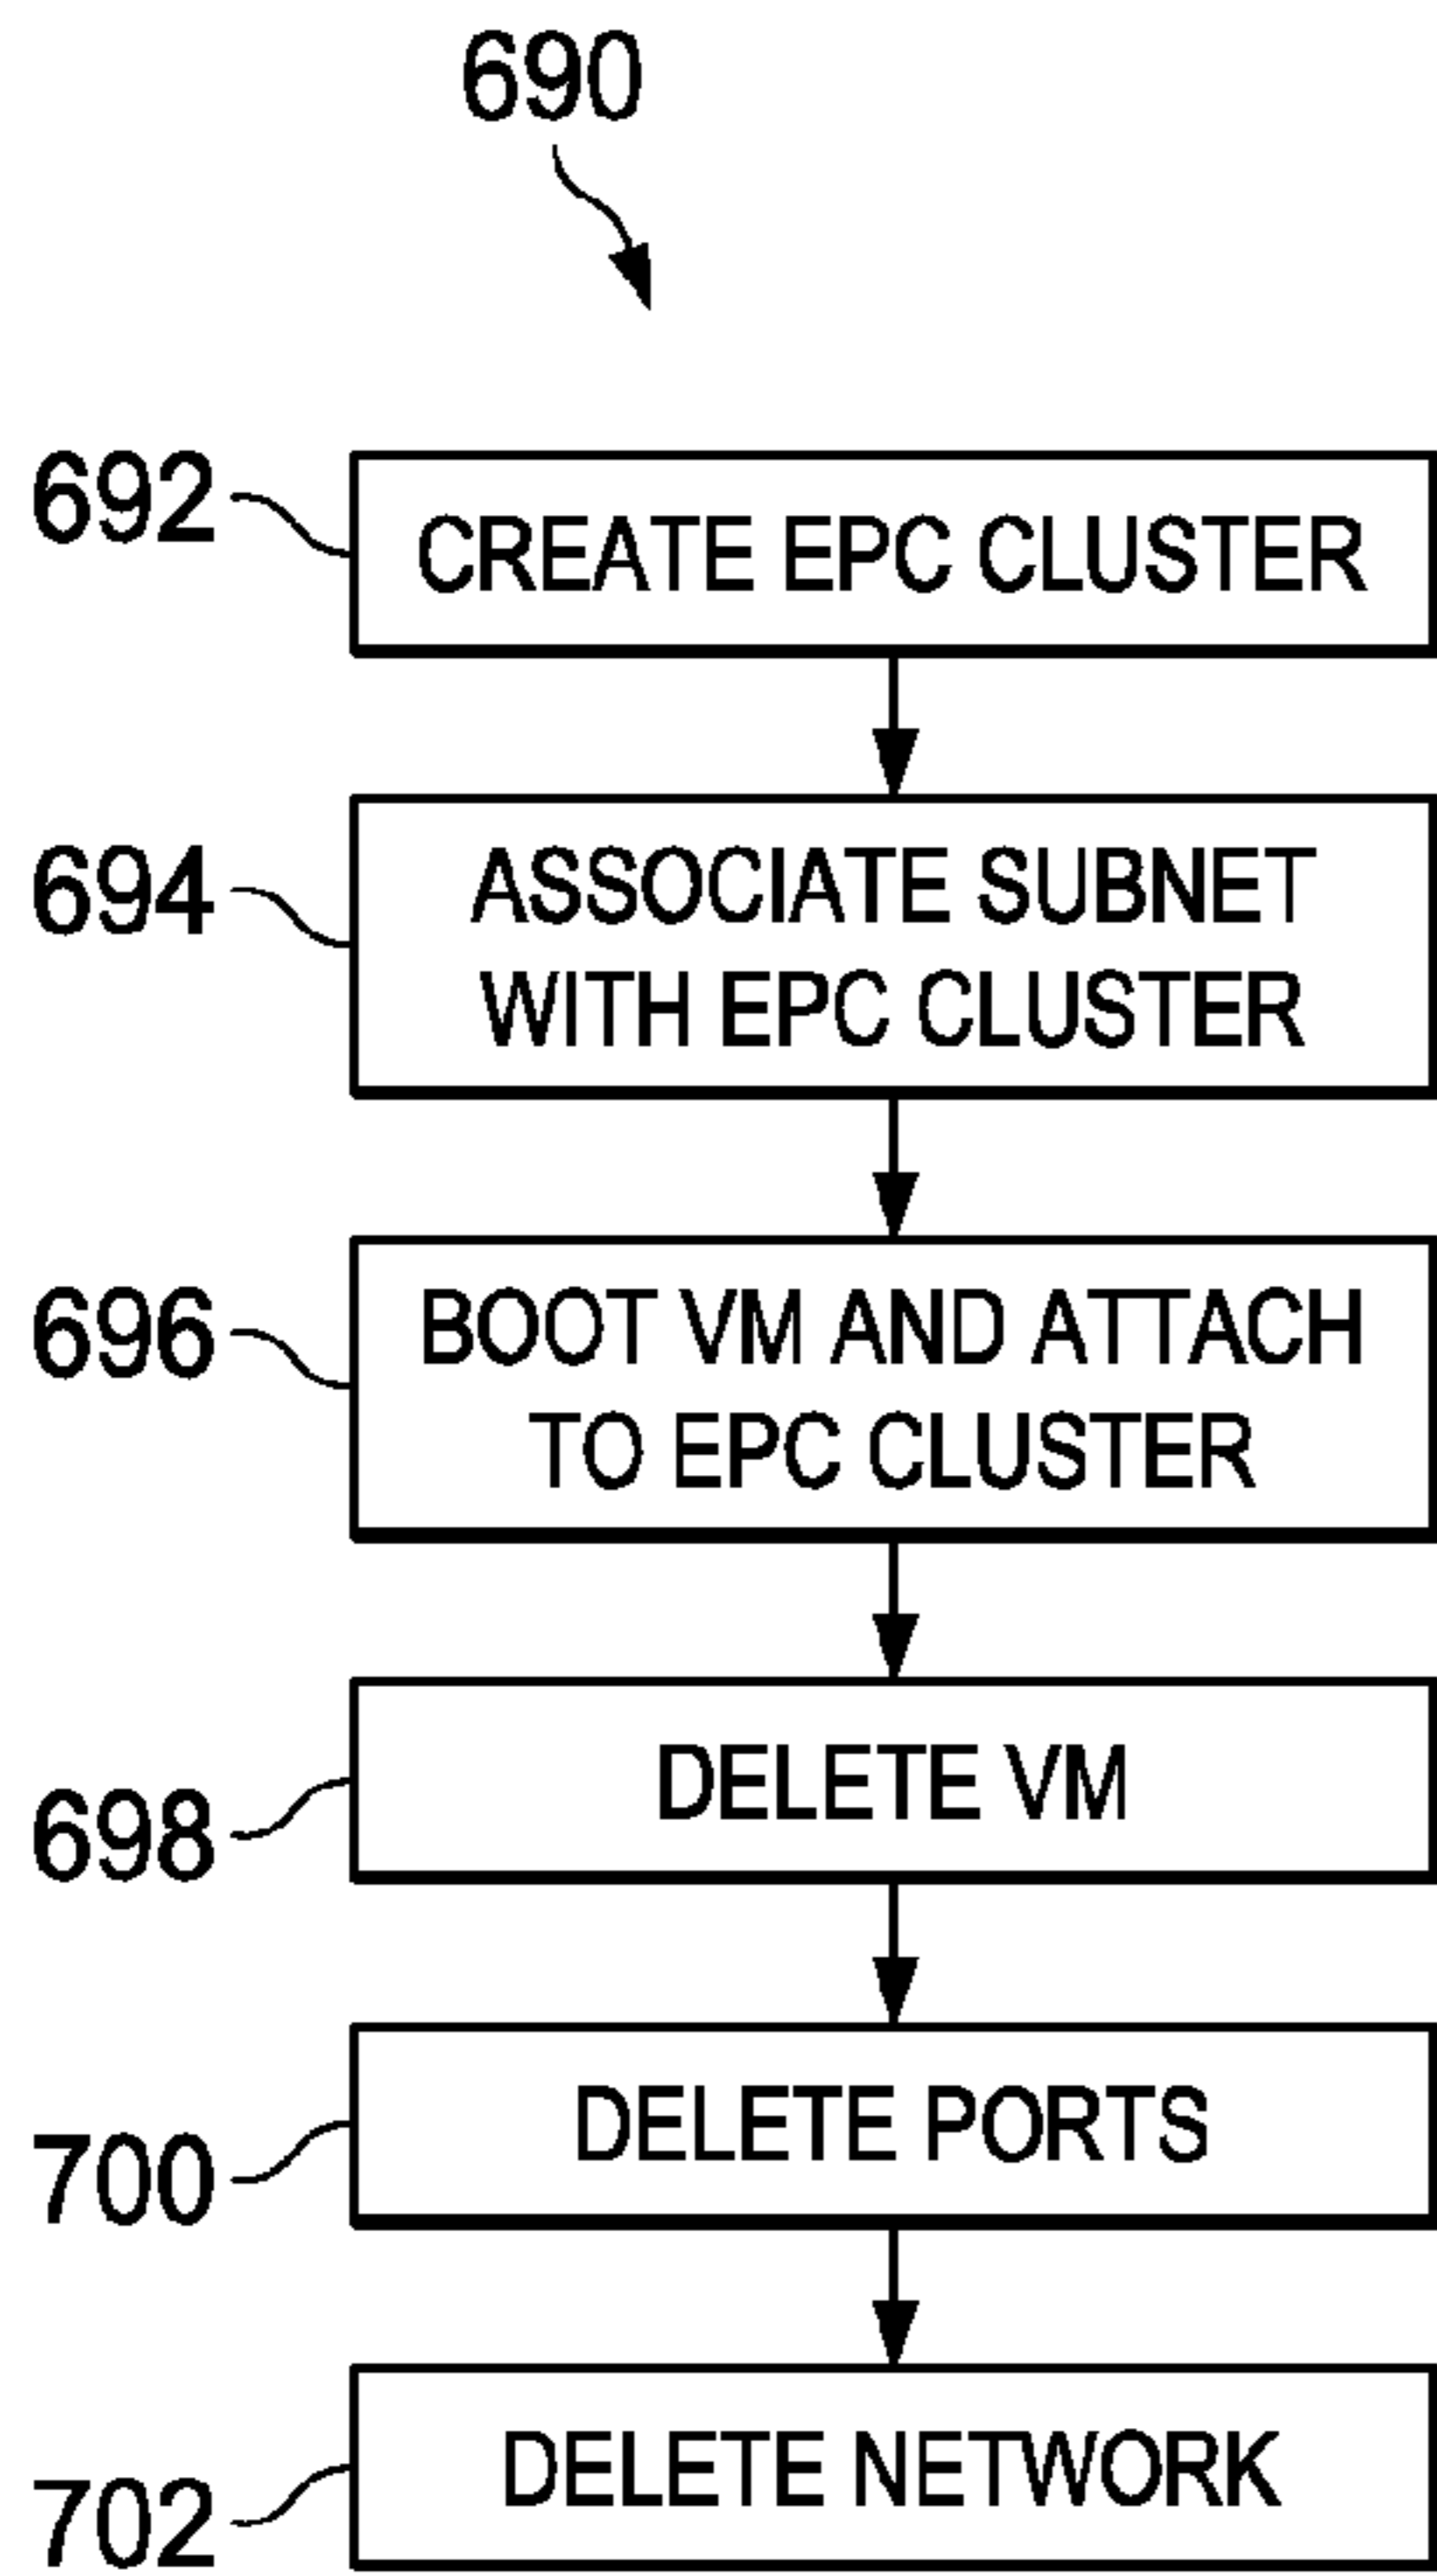 690
692
CREATE EPC CLUSTER
694
ASSOCIATE SUBNET
WITH EPC CLUSTER
696
BOOT VM AND ATTACH
TO EPC CLUSTER
698
DELETE VM
700
DELETE PORTS
702
DELETE NETWORK